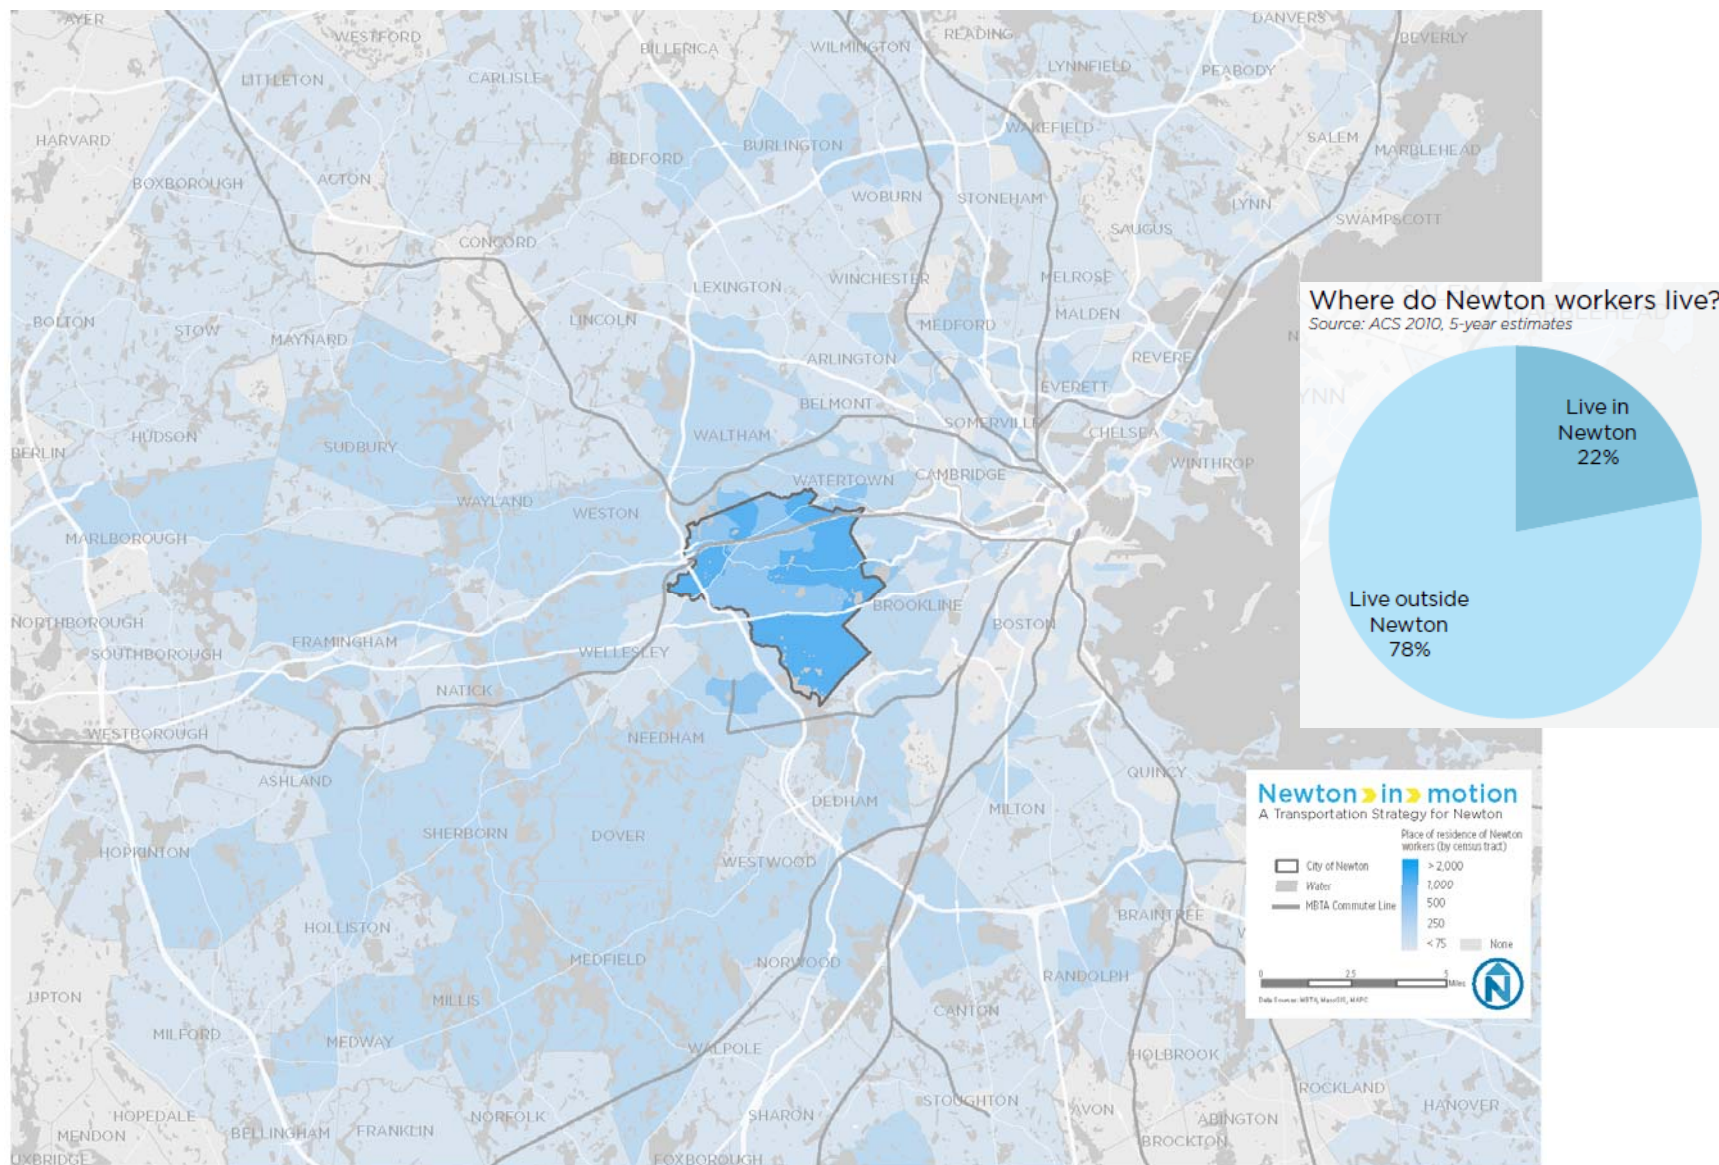 AYER
WESTFORD
BILLERICA
WILMINGTON
READING
DANVERS
BEVERLY
LITTLETON
CARLISLE
LYNNFIELD
PEABODY
HARVARD
BEDFORD
BURLINGTON
WAKEFIELD
SALEM
MARBLEHEAD
BOXBOROUGH
ACTON
WOBURN
STONEHAM
LYNN
SWAMPSCOTT
CONCORD
SAUGUS
LEXINGTON
WINCHESTER
MELROSE
BOLTON
STOW
MAYNARD
LINCOLN
MEDFORD
MALDEN
ARLINGTON
REVERE
EVERETT
BELMONT
HUDSON
SUDBURY
WALTHAM
SOMERVILLE
CHELSEA
BERLIN
WINTHROP
WAYLAND
WATERTOWN
CAMBRIDGE
WESTON
MARLBOROUGH
NORTHBOROUGH
BROOKLINE
BOSTON
SOUTHBOROUGH
FRAMINGHAM
WELLESLEY
NATICK
WESTBOROUGH
NEEDHAM
ASHLAND
QUINCY
DEDHAM
MILTON
HOPKINTON
SHERBORN
DOVER
WESTWOOD
HOLLISTON
BRAINTREE
MEDFIELD
NORWOOD
RANDOLPH
UPTON
MILLIS
CANTON
MILFORD
MEDWAY
WALPOLE
HOLBROOK
ROCKLAND
HOPEDALE
NORFOLK
SHARON
STOUGHTON
AVON
ABINGTON
HANOVER
MENDON
BELLINGHAM
FRANKLIN
BROCKTON
UXBRIDGE
FOXBOROUGH
Where do Newton workers live?
Source: ACS 2010, 5-year estimates
Live in
Newton
22%
Live outside
Newton
78%
Newton in motion
A Transportation Strategy for Newton
Place of residence of Newton
workers (by census tract)
City of Newton
Water
MBTA Commuter Line
> 2,000
1,000
500
250
< 75
None
0 2.5 5
Miles
Data Sources: MBTA, MassGIS, MAPC
N